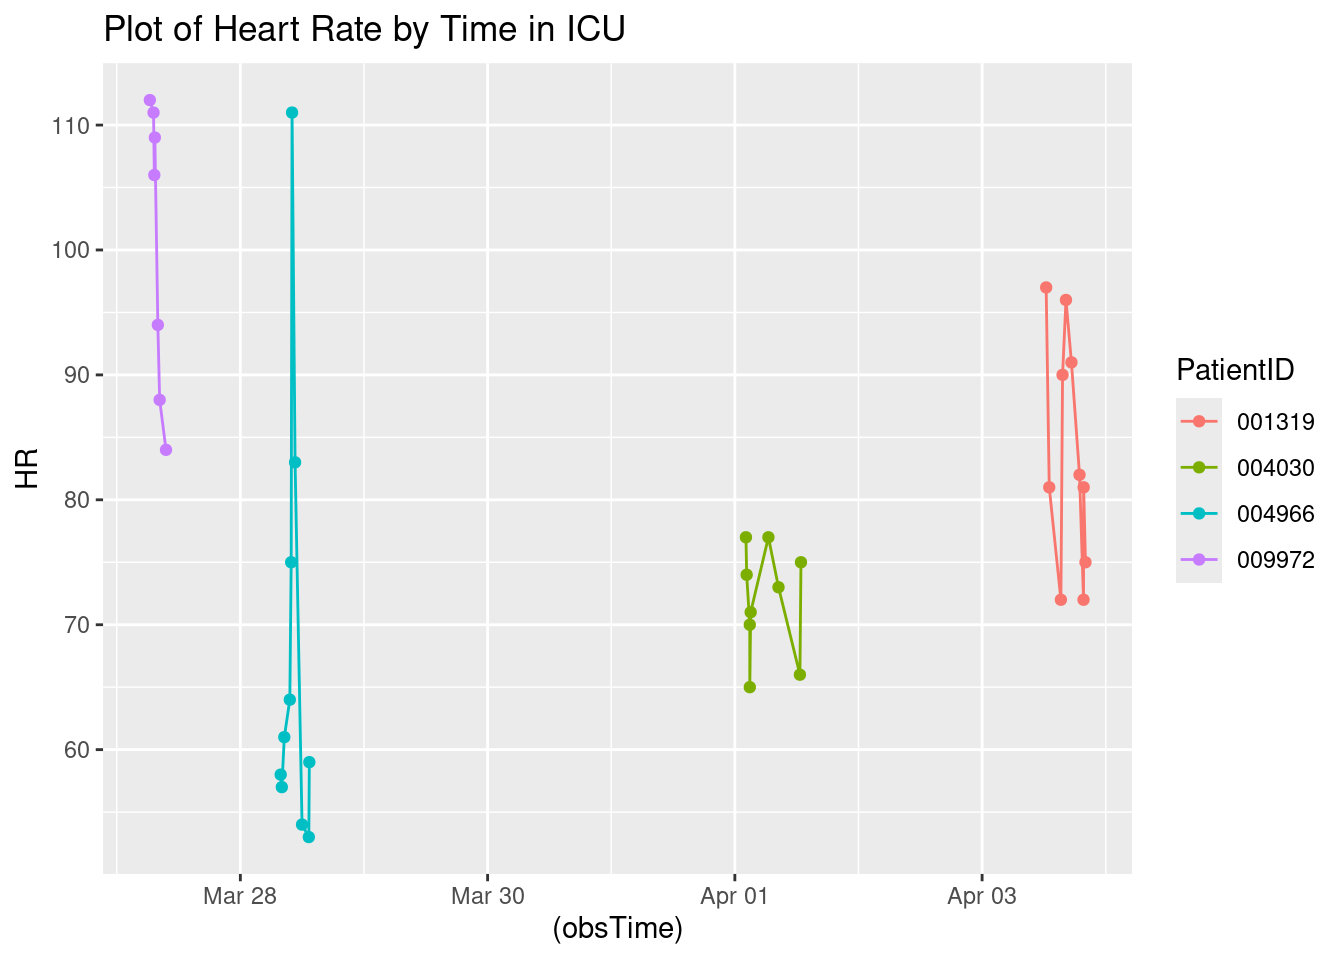 Plot of Heart Rate by Time in ICU
110
100
90
80
70
60
HR
Mar 28
Mar 30
Apr 01
Apr 03
(obsTime)
PatientID
001319
004030
004966
009972